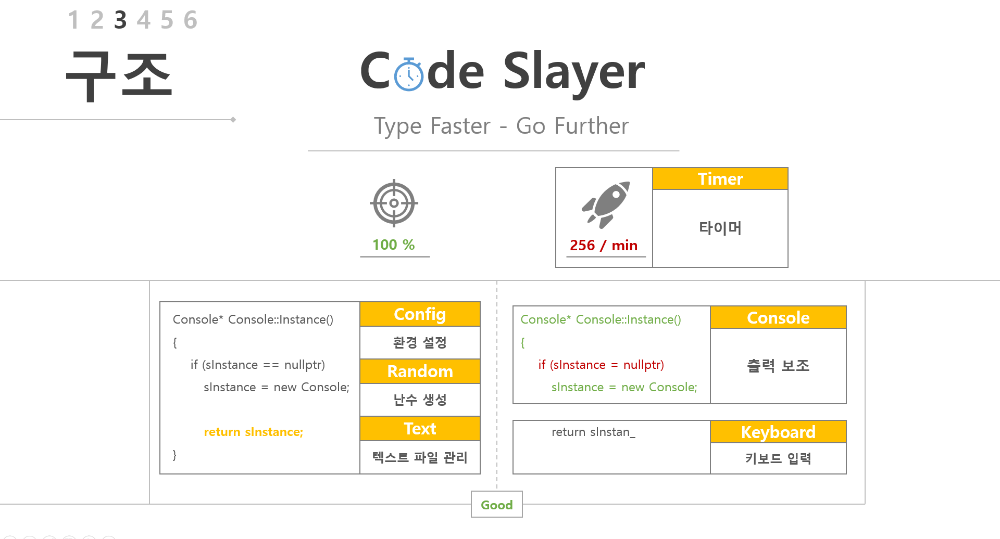 1 2 3 4 5 6
구조
Code Slayer
Type Faster - Go Further
100 %
256 / min
Timer
타이머
Console* Console::Instance()
{
if (sInstance == nullptr)
sInstance = new Console;
return sInstance;
}
Config
환경 설정
Random
난수 생성
Text
텍스트 파일 관리
Console* Console::Instance()
{
if (sInstance = nullptr)
sInstance = new Console;
Console
출력 보조
return sInstan_
Keyboard
키보드 입력
Good